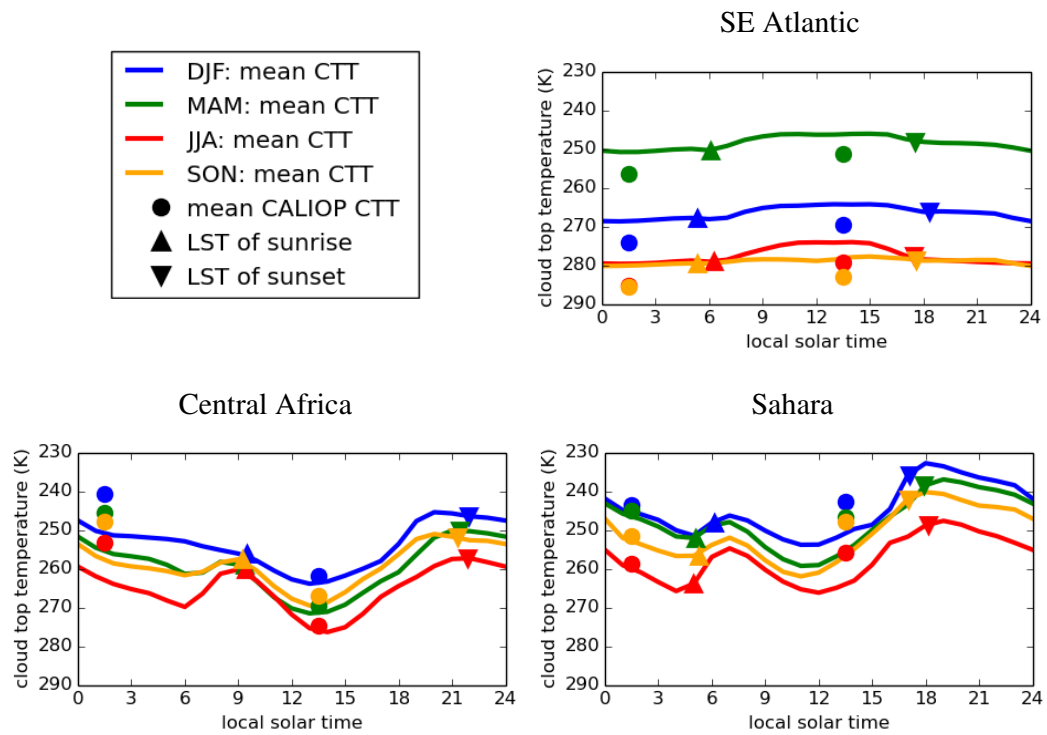 SE Atlantic
DJF: mean CTT
MAM: mean CTT
JJA: mean CTT
SON: mean CTT
mean CALIOP CTT
LST of sunrise
LST of sunset
cloud top temperature (K)
230
240
250
260
270
280
290
0 3 6 9 12 15 18 21 24
local solar time
Central Africa
cloud top temperature (K)
230
240
250
260
270
280
290
0 3 6 9 12 15 18 21 24
local solar time
Sahara
cloud top temperature (K)
230
240
250
260
270
280
290
0 3 6 9 12 15 18 21 24
local solar time